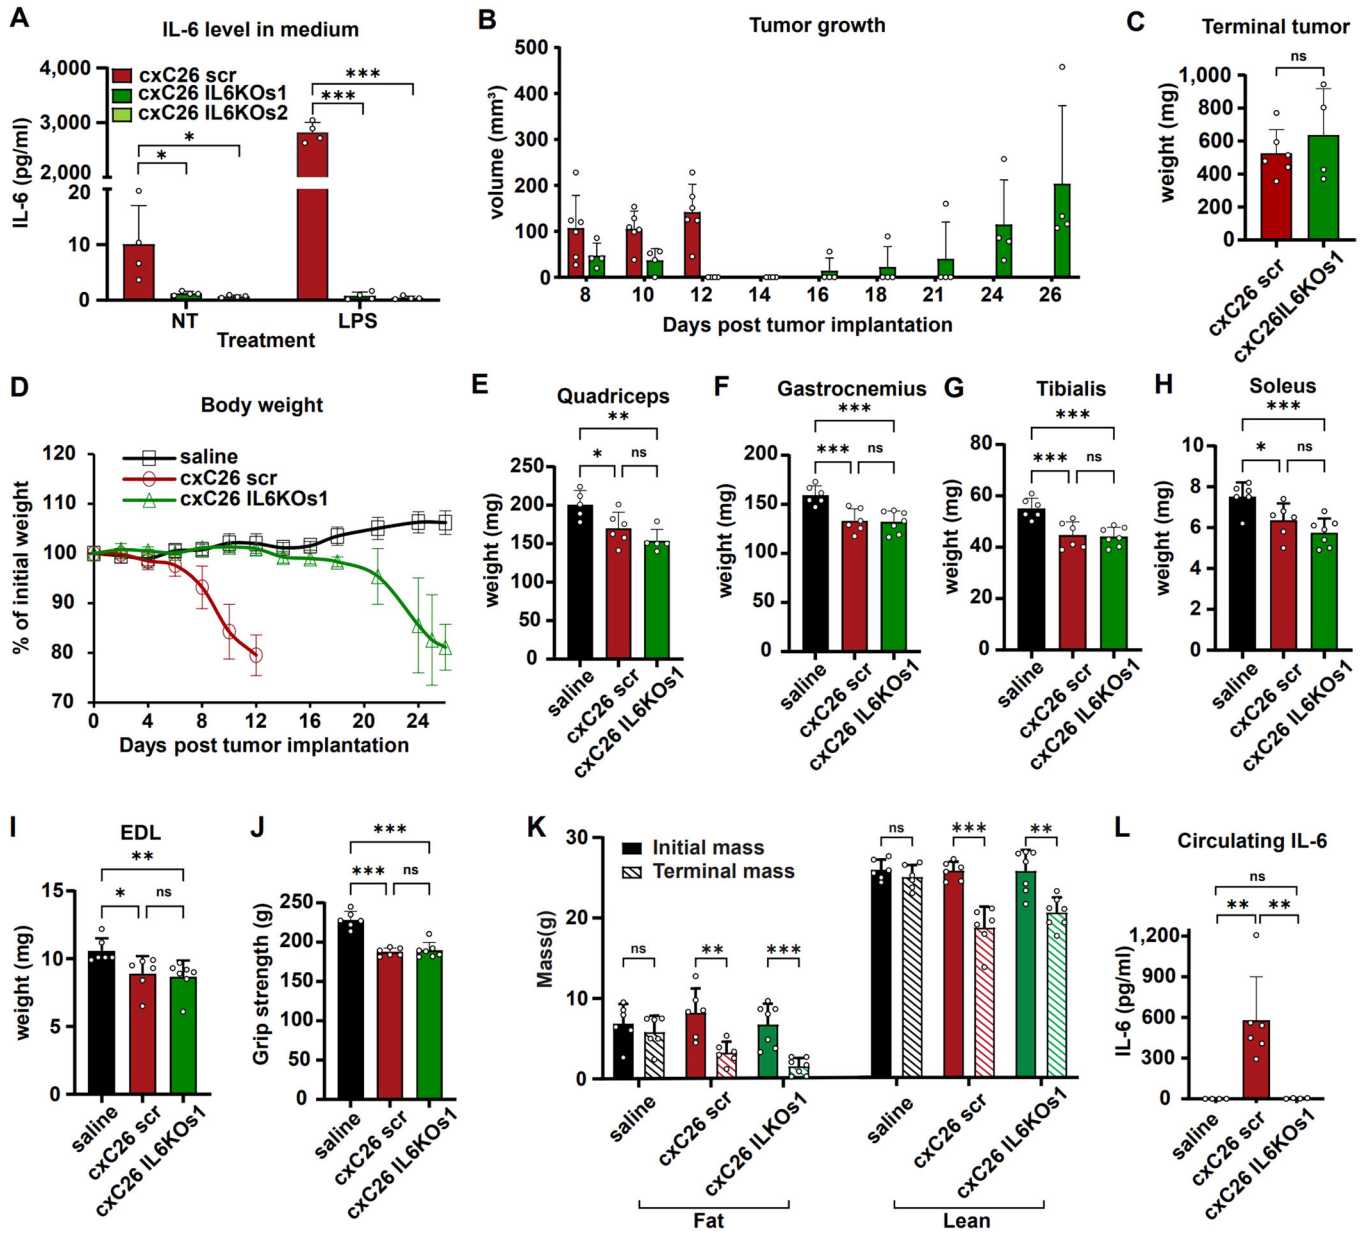 A
IL-6 level in medium
IL-6 (pg/ml)
4,000
3,000
2,000
20
10
0
cxC26 scr
cxC26 IL6KOs1
cxC26 IL6KOs2
*
*
***
***
NT
LPS
Treatment
B
Tumor growth
volume (mm³)
500
400
300
200
100
0
8
10
12
14
16
18
21
24
26
Days post tumor implantation
C
Terminal tumor
ns
weight (mg)
1,000
800
600
400
200
0
cxC26 scr
cxC26IL6KOs1
D
Body weight
% of initial weight
120
110
100
90
80
70
saline
cxC26 scr
cxC26 IL6KOs1
0
4
8
12
16
20
24
Days post tumor implantation
E
Quadriceps
**
*
ns
weight (mg)
250
200
150
100
50
0
saline
cxC26 scr
cxC26 IL6KOs1
F
Gastrocnemius
***
***
ns
weight (mg)
200
150
100
50
0
saline
cxC26 scr
cxC26 IL6KOs1
G
Tibialis
***
***
ns
weight (mg)
80
60
40
20
0
saline
cxC26 scr
cxC26 IL6KOs1
H
Soleus
***
*
ns
weight (mg)
10
8
6
4
2
0
saline
cxC26 scr
cxC26 IL6KOs1
I
EDL
**
*
ns
weight (mg)
15
10
5
0
saline
cxC26 scr
cxC26 IL6KOs1
J
***
***
ns
Grip strength (g)
250
200
150
100
50
0
saline
cxC26 scr
cxC26 IL6KOs1
K
Mass(g)
30
20
10
0
Initial mass
Terminal mass
ns
**
***
ns
***
**
saline
cxC26 scr
cxC26 ILKOs1
saline
cxC26 scr
cxC26 IL6KOs1
Fat
Lean
L
Circulating IL-6
ns
**
**
IL-6 (pg/ml)
1,200
900
600
300
0
saline
cxC26 scr
cxC26 IL6KOs1